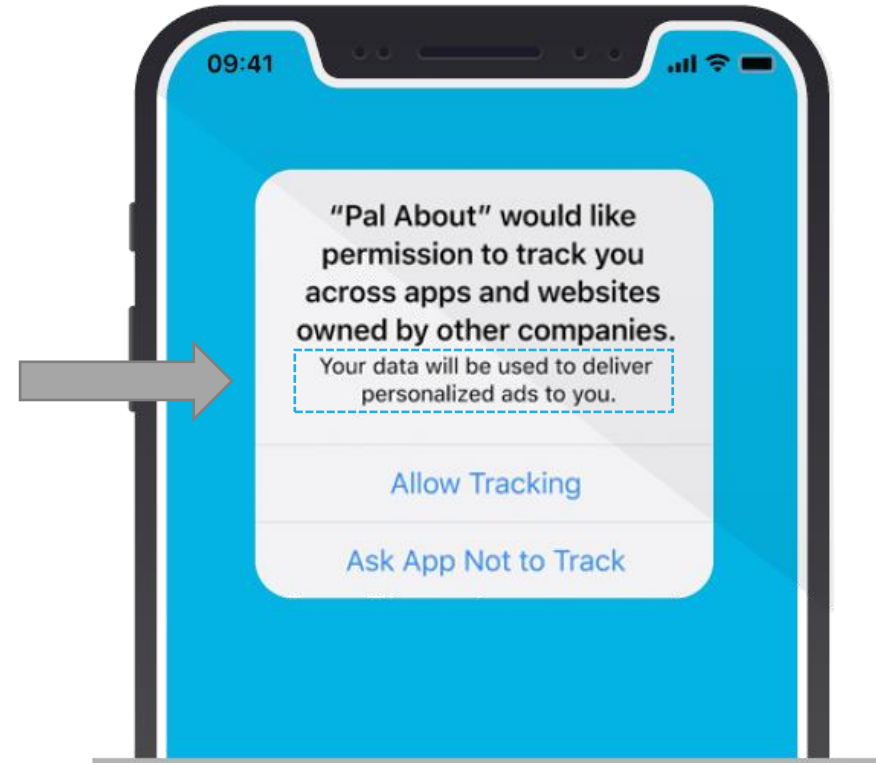 09:41
“Pal About” would like
permission to track you
across apps and websites
owned by other companies.
Your data will be used to deliver
personalized ads to you.
Allow Tracking
Ask App Not to Track